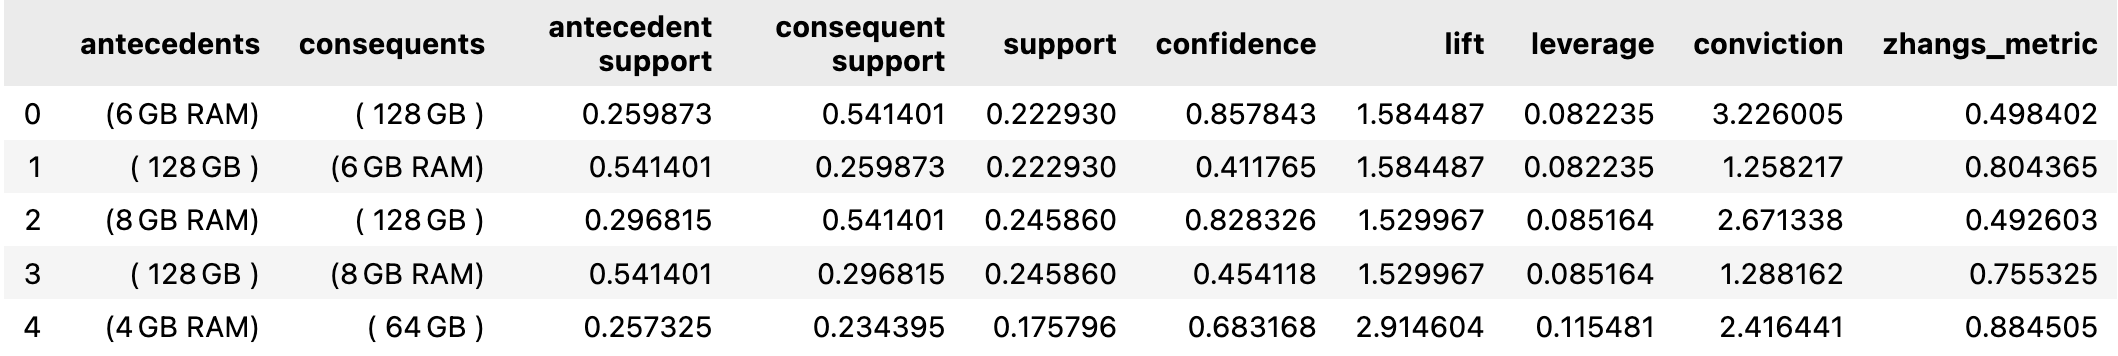 antecedents consequents antecedent support consequent support support confidence lift leverage conviction zhangs_metric
0 (6 GB RAM) ( 128 GB ) 0.259873 0.541401 0.222930 0.857843 1.584487 0.082235 3.226005 0.498402
1 ( 128 GB ) (6 GB RAM) 0.541401 0.259873 0.222930 0.411765 1.584487 0.082235 1.258217 0.804365
2 (8 GB RAM) ( 128 GB ) 0.296815 0.541401 0.245860 0.828326 1.529967 0.085164 2.671338 0.492603
3 ( 128 GB ) (8 GB RAM) 0.541401 0.296815 0.245860 0.454118 1.529967 0.085164 1.288162 0.755325
4 (4 GB RAM) ( 64 GB ) 0.257325 0.234395 0.175796 0.683168 2.914604 0.115481 2.416441 0.884505